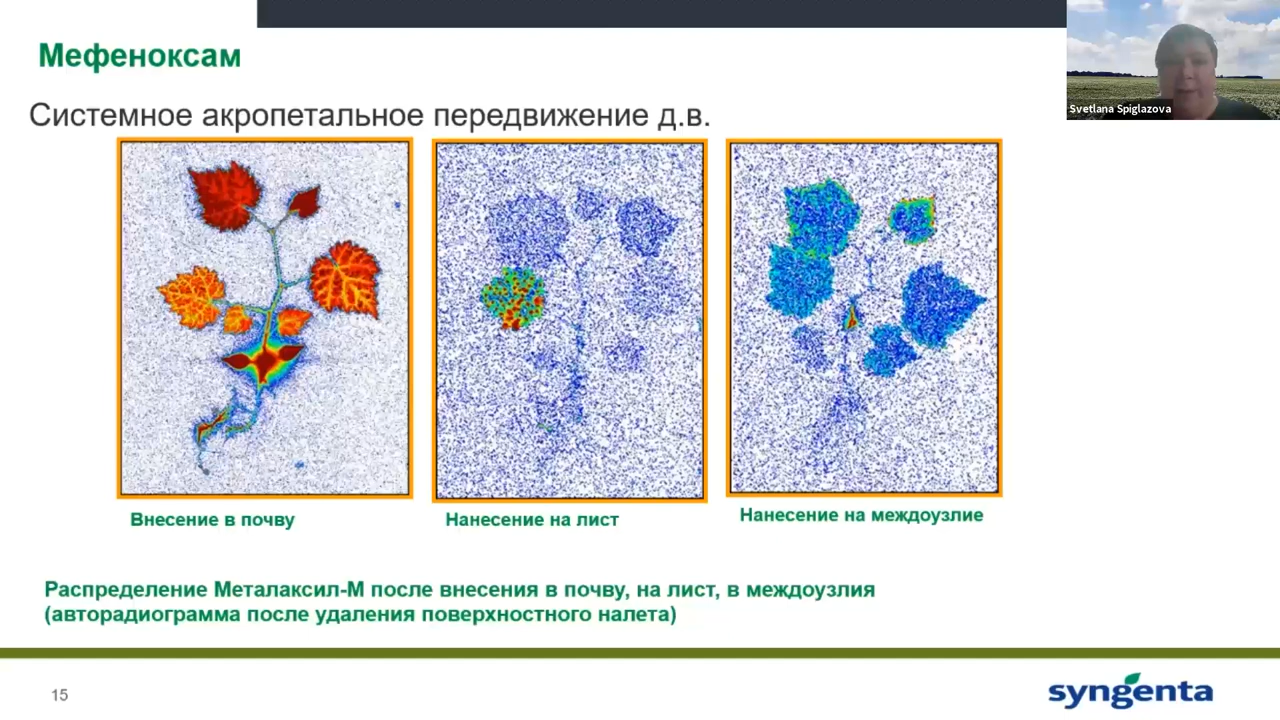 Мефеноксам
Svetlana Spiglazova
Системное акропетальное передвижение д.в.
Внесение в почву
Нанесение на лист
Нанесение на междоузлие
Распределение Металаксил-М после внесения в почву, на лист, в междоузлия
(авторадиограмма после удаления поверхностного налета)
15
syngenta